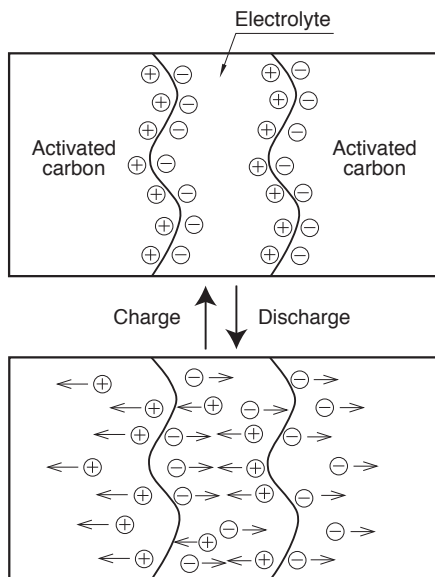 Electrolyte
Activated
carbon
Activated
carbon
Charge
Discharge